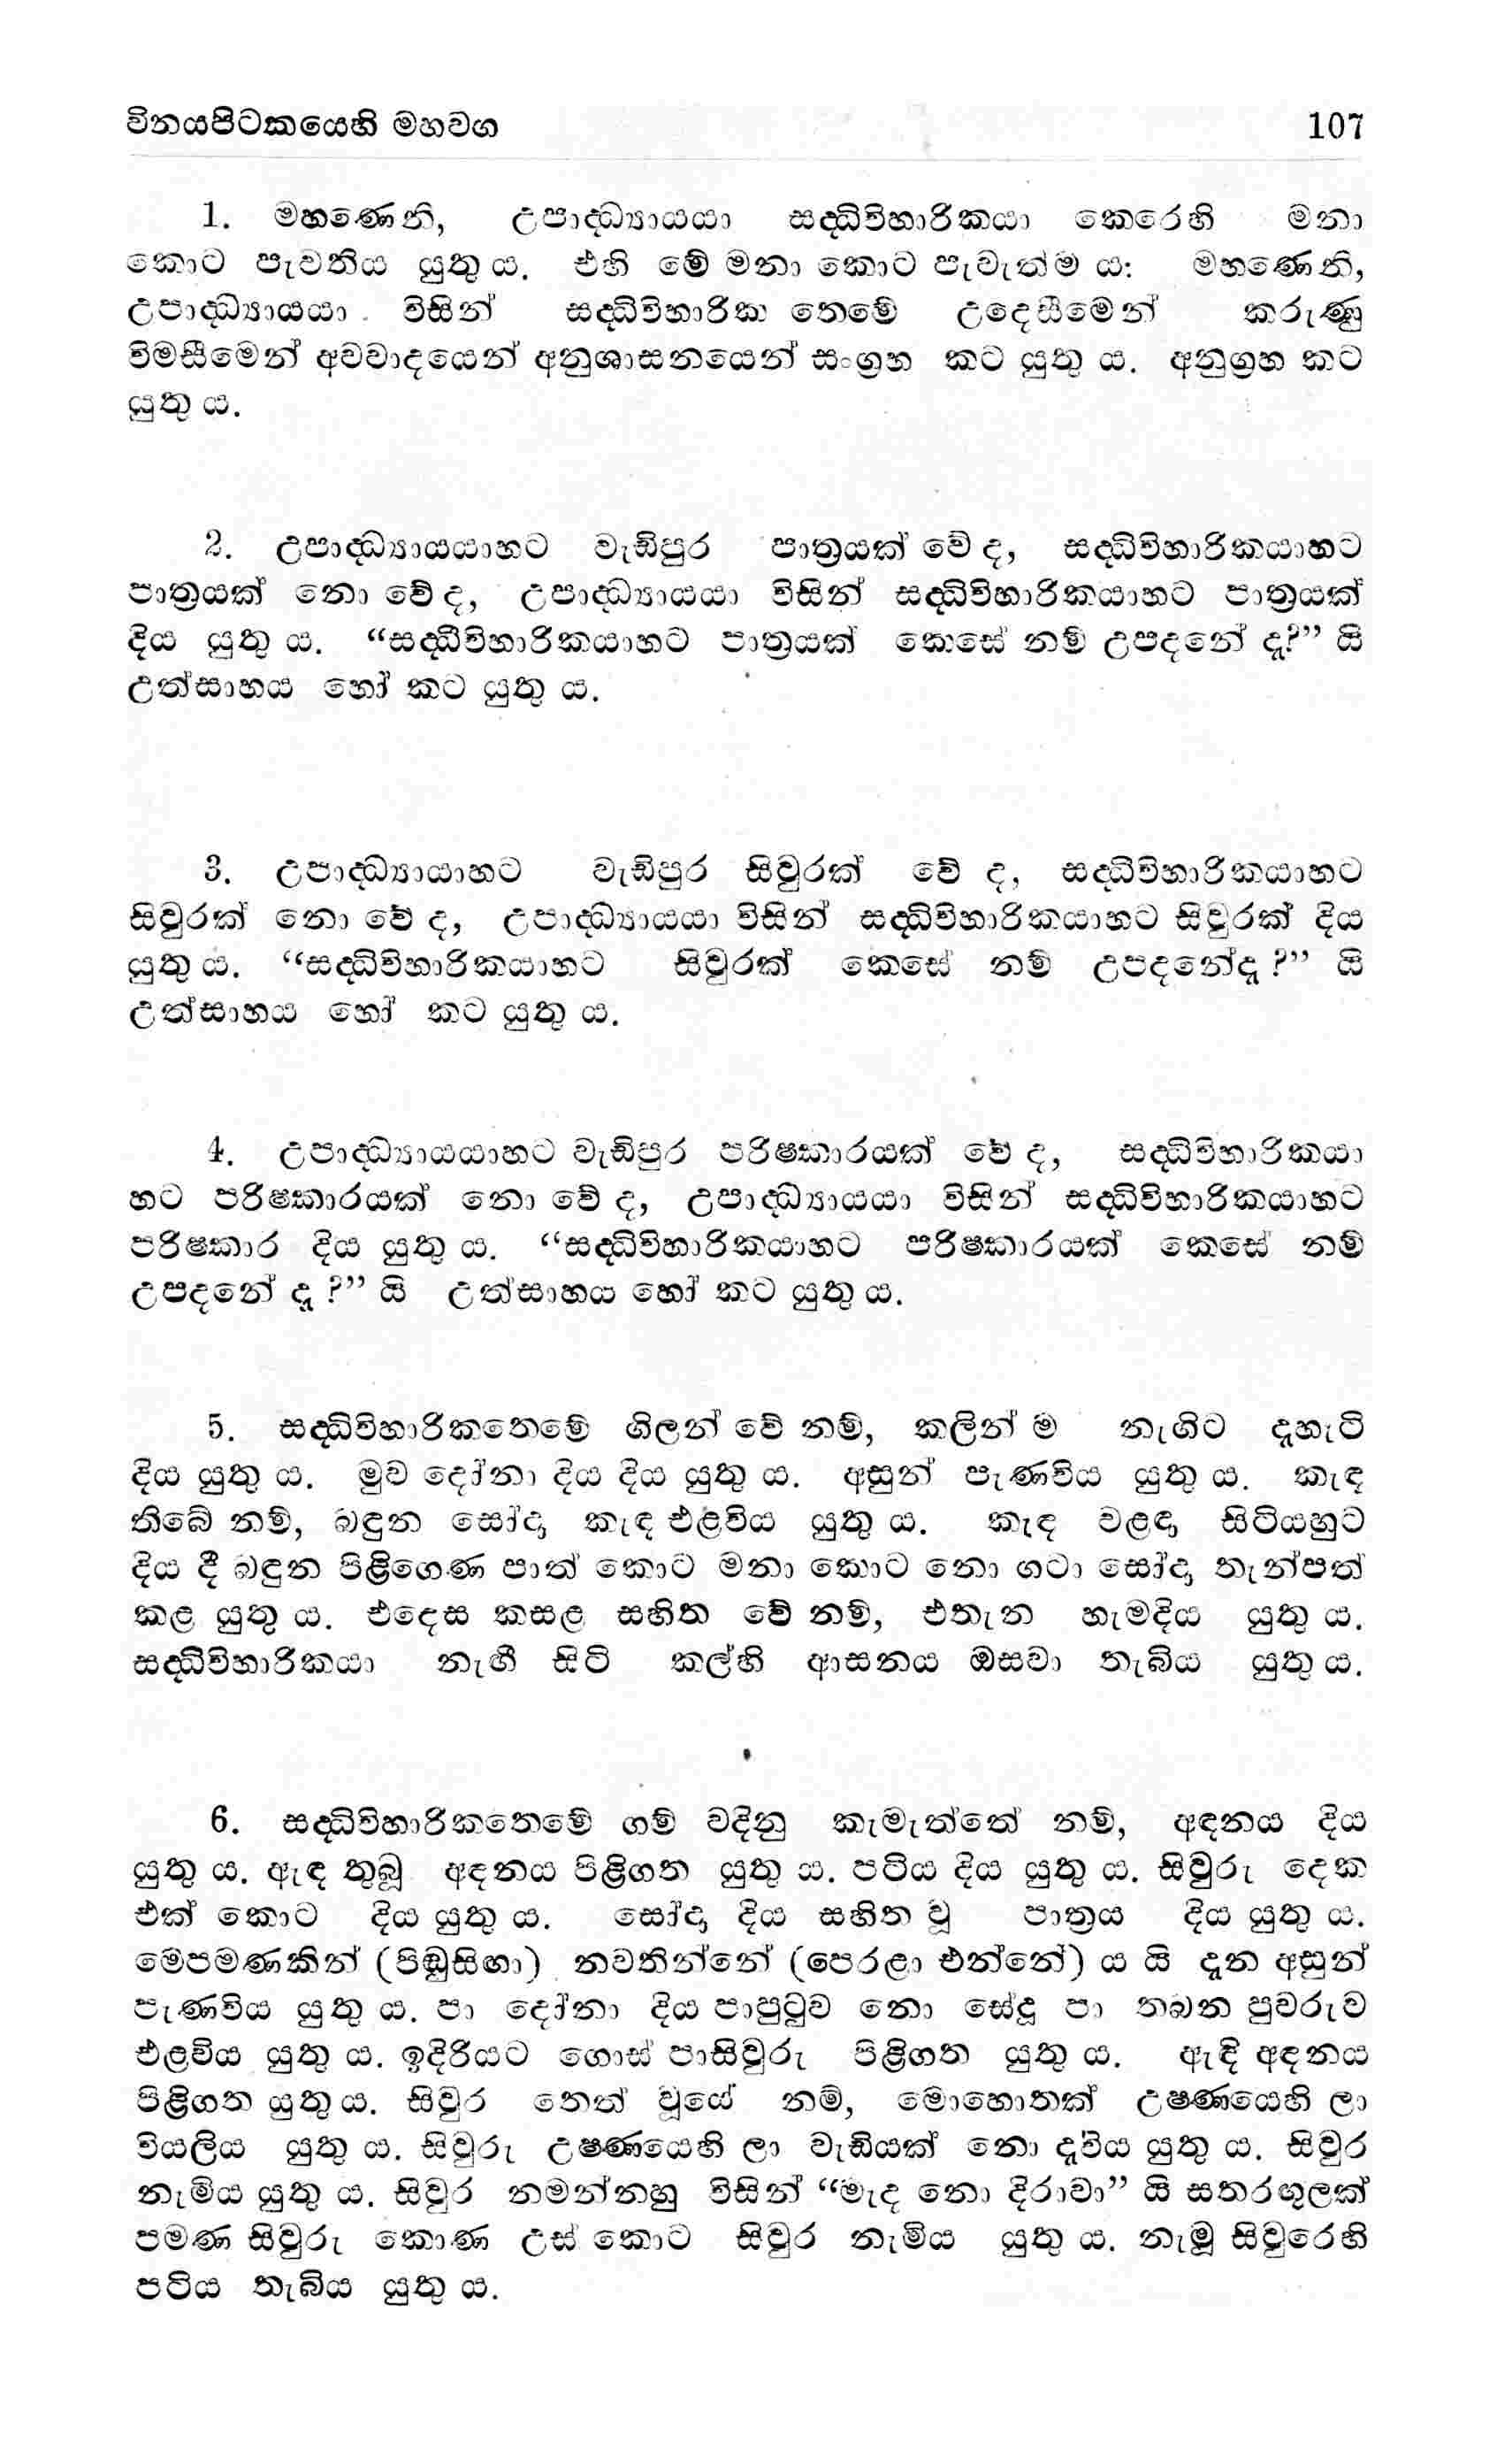 විනයපිටකයෙහි මහවග 107
1. මහණෙනි, උපාද්ධ්‍යායයා සද්ධිවිහාරිකයා කෙරෙහි මනා
කොට පැවතිය යුතු ය. එහි මේ මනා කොට පැවැත්ම ය: මහණෙනි,
උපාද්ධ්‍යායයා විසින් සද්ධිවිහාරික තෙමේ උදෙසීමෙන් කරුණු
විමසීමෙන් අවවාදයෙන් අනුශාසනයෙන් සංග්‍රහ කට යුතු ය. අනුග්‍රහ කට
යුතු ය.
2. උපාද්ධ්‍යායයාහට වැඩිපුර පාත්‍රයක් වේ ද, සද්ධිවිහාරිකයාහට
පාත්‍රයක් නො වේ ද, උපාද්ධ්‍යායයා විසින් සද්ධිවිහාරිකයාහට පාත්‍රයක්
දිය යුතු ය. “සද්ධිවිහාරිකයාහට පාත්‍රයක් කෙසේ නම් උපදනේ දැ?” යි
උත්සාහය හෝ කට යුතු ය.
3. උපාද්ධ්‍යායාහට වැඩිපුර සිවුරක් වේ ද, සද්ධිවිහාරිකයාහට
සිවුරක් නො වේ ද, උපාද්ධ්‍යායයා විසින් සද්ධිවිහාරිකයාහට සිවුරක් දිය
යුතු ය. “සද්ධිවිහාරිකයාහට සිවුරක් කෙසේ නම් උපදනේදැ ?” යි
උත්සාහය හෝ කට යුතු ය.
4. උපාද්ධ්‍යායයාහට වැඩිපුර පරිෂ්කාරයක් වේ ද, සද්ධිවිහාරිකයා
හට පරිෂ්කාරයක් නො වේ ද, උපාද්ධ්‍යායයා විසින් සද්ධිවිහාරිකයාහට
පරිෂ්කාර දිය යුතු ය. “සද්ධිවිහාරිකයාහට පරිෂ්කාරයක් කෙසේ නම්
උපදනේ දැ ?” යි උත්සාහය හෝ කට යුතු ය.
5. සද්ධිවිහාරිකතෙමේ ගිලන් වේ නම්, කලින් ම නැගිට දැහැටි
දිය යුතු ය. මුව දෝනා දිය දිය යුතු ය. අසුන් පැණවිය යුතු ය. කැඳ
තිබේ නම්, බඳුන සෝදා කැඳ එළවිය යුතු ය. කැඳ වළඳා සිටියහුට
දිය දී බඳුන පිළිගෙණ පාත් කොට මනා කොට නො ගටා සෝදා තැන්පත්
කළ යුතු ය. එදෙස කසළ සහිත වේ නම්, එතැන හැමදිය යුතු ය.
සද්ධිවිහාරිකයා නැඟී සිටි කල්හි ආසනය ඔසවා තැබිය යුතු ය.
6. සද්ධිවිහාරිකතෙමේ ගම් වදිනු කැමැත්තේ නම්, අඳනය දිය
යුතු ය. ඇඳ තුබූ අඳනය පිළිගත යුතු ය. පටිය දිය යුතු ය. සිවුරු දෙක
එක් කොට දිය යුතු ය. සෝදා දිය සහිත වූ පාත්‍රය දිය යුතු ය.
මෙපමණකින් (පිඬුසිඟා) නවතින්නේ (පෙරළා එන්නේ) ය යි දැන අසුන්
පැණවිය යුතු ය. පා දෝනා දිය පාපුටුව නො සේදූ පා තබන පුවරුව
එළවිය යුතු ය. ඉදිරියට ගොස් පාසිවුරු පිළිගත යුතු ය. ඇඳි අඳනය
පිළිගත යුතු ය. සිවුර තෙත් වූයේ නම්, මොහොතක් උෂ්ණයෙහි ලා
වියලිය යුතු ය. සිවුරු උෂ්ණයෙහි ලා වැඩියක් නො දැවිය යුතු ය. සිවුර
නැමිය යුතු ය. සිවුර නමන්නහු විසින් “මැද නො දිරාවා” යි සතරඟුලක්
පමණ සිවුරු කොණ උස් කොට සිවුර නැමිය යුතු ය. නැමූ සිවුරෙහි
පටිය තැබිය යුතු ය.